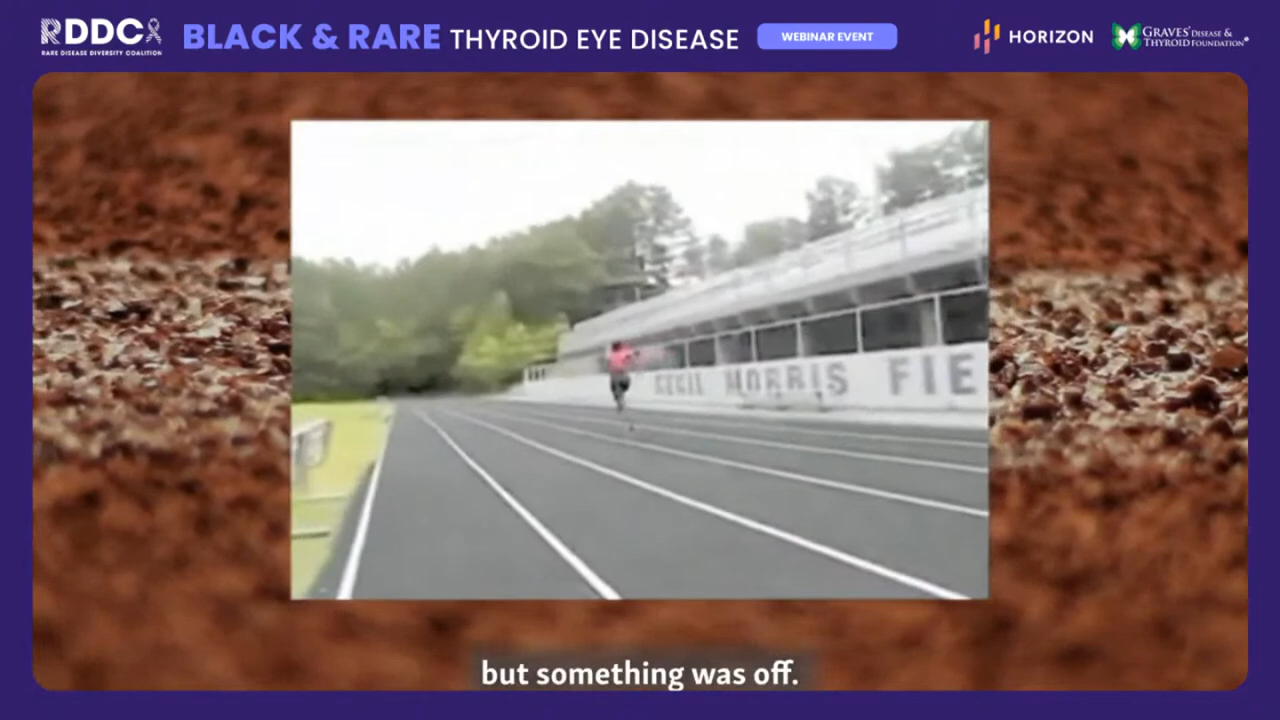 RDDC
RARE DISEASE DIVERSITY COALITION
BLACK & RARE THYROID EYE DISEASE
WEBINAR EVENT
HORIZON
GRAVES' DISEASE &
THYROID FOUNDATION
CECIL MORRIS FIE
but something was off.